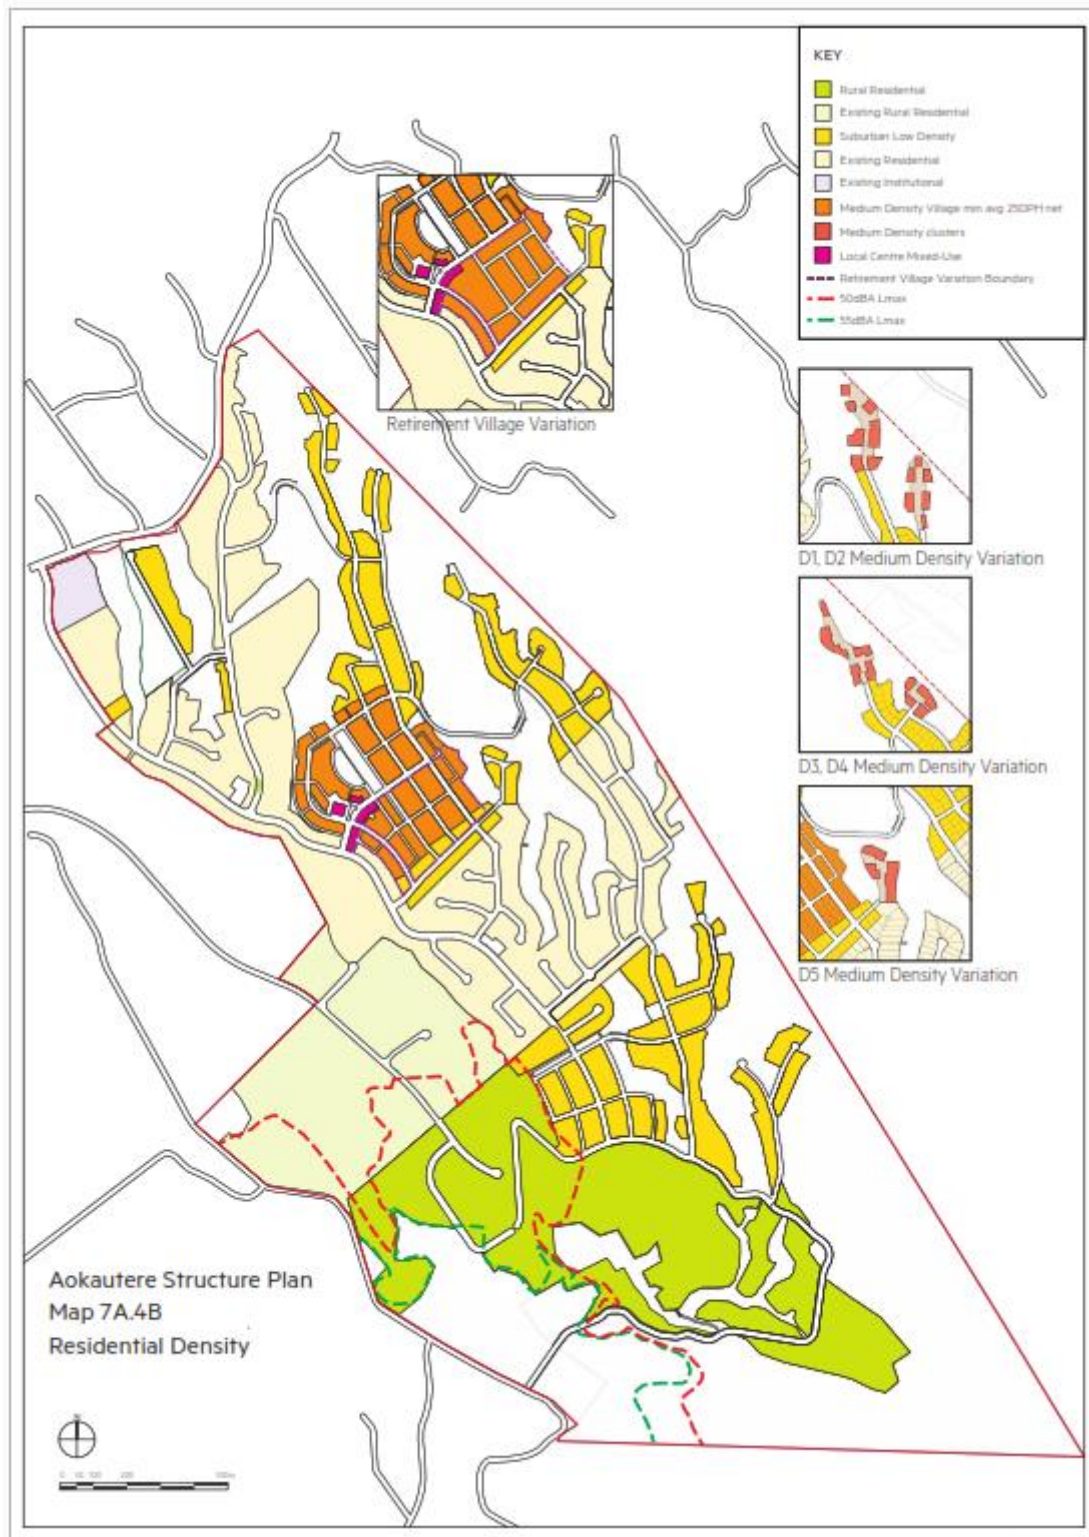 KEY
Rural Residential
Existing Rural Residential
Suburban Low Density
Existing Residential
Existing Institutional
Medium Density Village min avg 25DPH net
Medium Density clusters
Local Centre Mixed-Use
Retirement Village Variation Boundary
50dBA Lmax
55dBA Lmax
Retirement Village Variation
D1, D2 Medium Density Variation
D3, D4 Medium Density Variation
D5 Medium Density Variation
Aokautere Structure Plan
Map 7A.4B
Residential Density